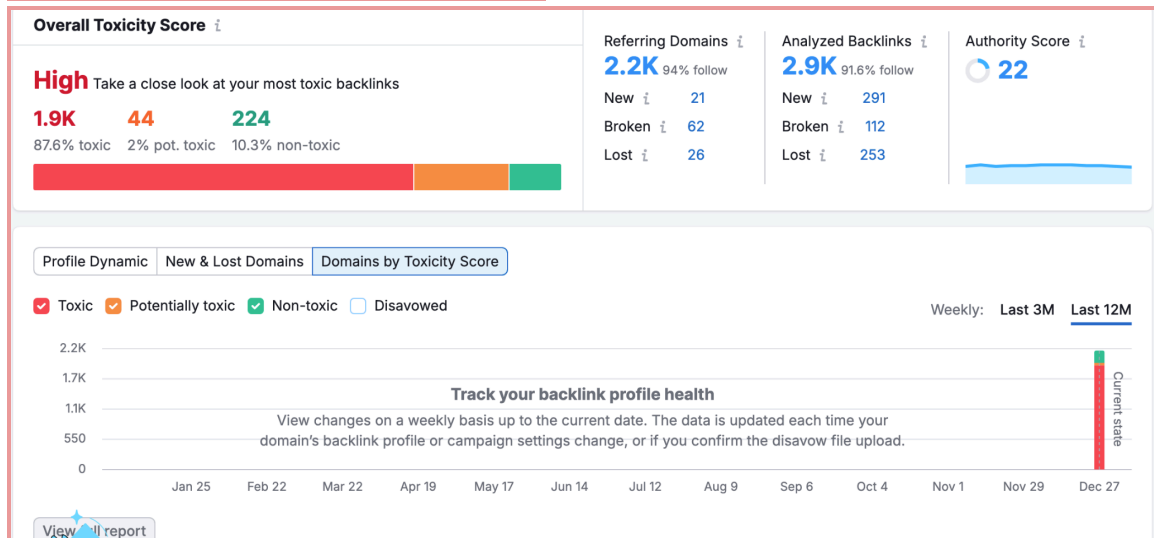 Overall Toxicity Score i
High Take a close look at your most toxic backlinks
1.9K 44 224
87.6% toxic 2% pot. toxic 10.3% non-toxic
Referring Domains i
2.2K 94% follow
New i 21
Broken i 62
Lost i 26
Analyzed Backlinks i
2.9K 91.6% follow
New i 291
Broken i 112
Lost i 253
Authority Score i
22
Profile Dynamic New & Lost Domains Domains by Toxicity Score
Toxic Potentially toxic Non-toxic Disavowed
Weekly: Last 3M Last 12M
2.2K
1.7K
1.1K
550
0
Track your backlink profile health
View changes on a weekly basis up to the current date. The data is updated each time your
domain's backlink profile or campaign settings change, or if you confirm the disavow file upload.
Current state
Jan 25 Feb 22 Mar 22 Apr 19 May 17 Jun 14 Jul 12 Aug 9 Sep 6 Oct 4 Nov 1 Nov 29 Dec 27
View report